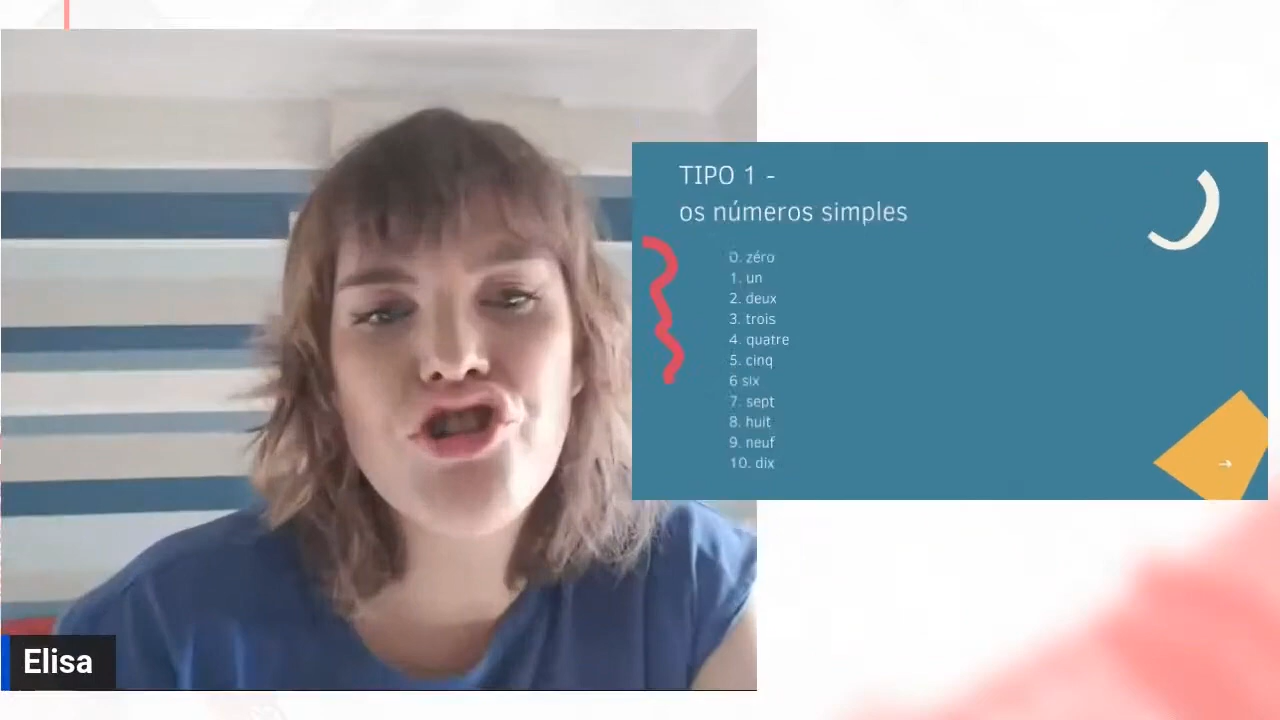 TIPO 1 -
os números simples
0. zéro
1. un
2. deux
3. trois
4. quatre
5. cinq
6 six
7. sept
8. huit
9. neuf
10. dix
Elisa